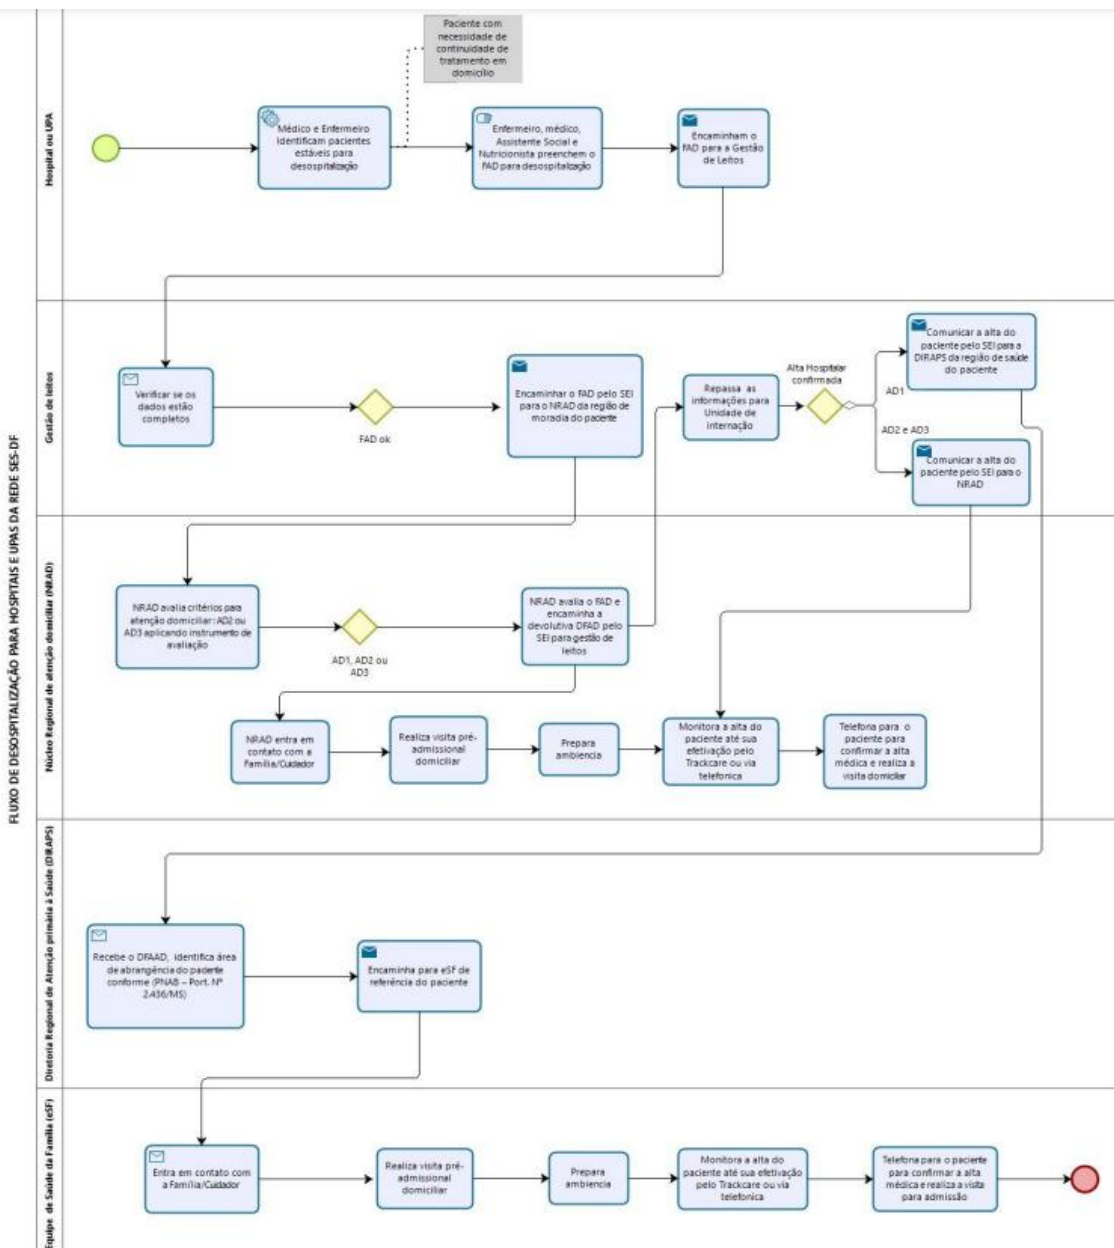 FLUXO DE DESOSPITALIZAÇÃO PARA HOSPITAIS E UPAS DA REDE SES-DF
Hospital ou UPA
Paciente com
necessidade de
continuidade de
tratamento em
domicílio
Médico e Enfermeiro
Identificam pacientes
estáveis para
desospitalização
Enfermeiro, médico,
Assistente Social e
Nutricionista preenchem o
FAD para desospitalização
Encaminham o
FAD para a Gestão
de Leitos
Gestão de leitos
Verificar se os
dados estão
completos
FAD ok
Encaminhar o FAD pelo SEI
para o NRAD da região de
moradia do paciente
Repassa as
informações para
Unidade de
internação
Alta Hospitalar
confirmada
AD1
AD2 e AD3
Comunicar a alta do
paciente pelo SEI para a
DIRAPS da região de saúde
do paciente
Comunicar a alta do
paciente pelo SEI para o
NRAD
Núcleo Regional de atenção domiciliar (NRAD)
NRAD avalia critérios para
atenção domiciliar: AD2 ou
AD3 aplicando instrumento de
avaliação
AD1, AD2 ou
AD3
NRAD avalia o FAD e
encaminha a
devolutiva DFAD pelo
SEI para gestão de
leitos
NRAD entra em
contato com a
Família/Cuidador
Realiza visita pré-
admissional
domiciliar
Prepara
ambiencia
Monitora a alta do
paciente até sua
efetivação pelo
Trackcare ou via
telefonica
Telefona para o
paciente para
confirmar a alta
médica e realiza a
visita domiciliar
Diretoria Regional de Atenção primária à Saúde (DIRAPS)
Recebe o DFAAD, identifica área
de abrangência do paciente
conforme (PNAB – Port. Nº
2.436/MS)
Encaminha para eSF de
referência do paciente
Equipe de Saúde da Família (eSF)
Entra em contato com
a Família/Cuidador
Realiza visita pré-
admissional
domiciliar
Prepara
ambiencia
Monitora a alta do
paciente até sua efetivação
pelo Trackcare ou via
telefonica
Telefona para o paciente
para confirmar a alta
médica e realiza a visita
para admissão